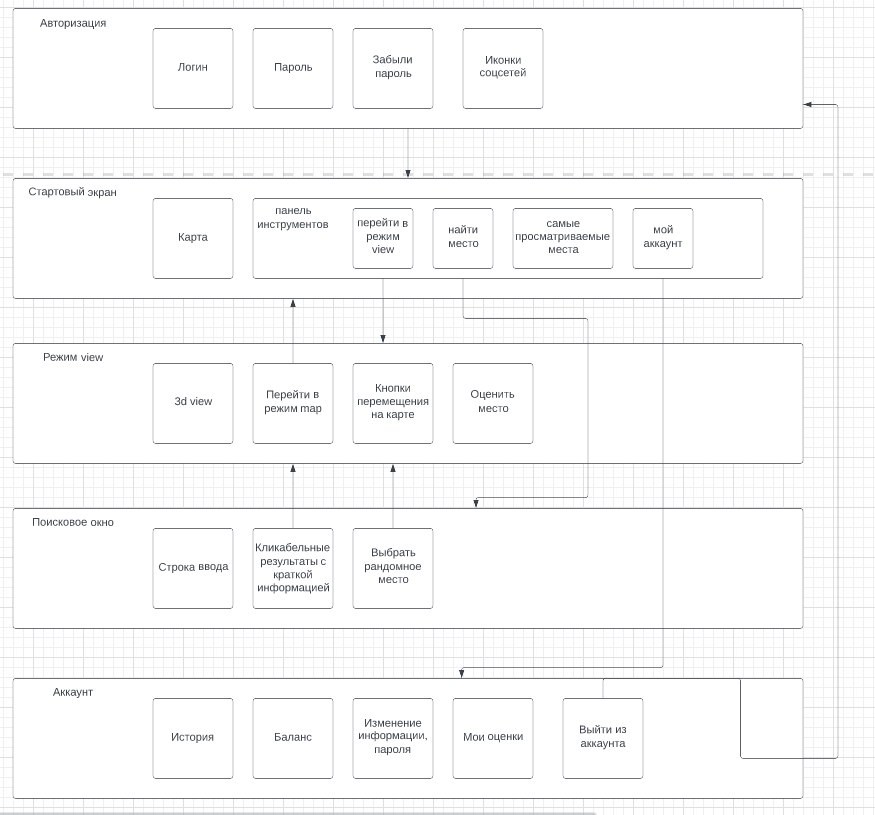 Авторизация
Логин
Пароль
Забыли
пароль
Иконки
соцсетей
Стартовый экран
Карта
панель
инструментов
перейти в
режим
view
найти
место
самые
просматриваемые
места
мой
аккаунт
Режим view
3d view
Перейти в
режим map
Кнопки
перемещения
на карте
Оценить
место
Поисковое окно
Строка ввода
Кликабельные
результаты с
краткой
информацией
Выбрать
рандомное
место
Аккаунт
История
Баланс
Изменение
информации,
пароля
Мои оценки
Выйти из
аккаунта